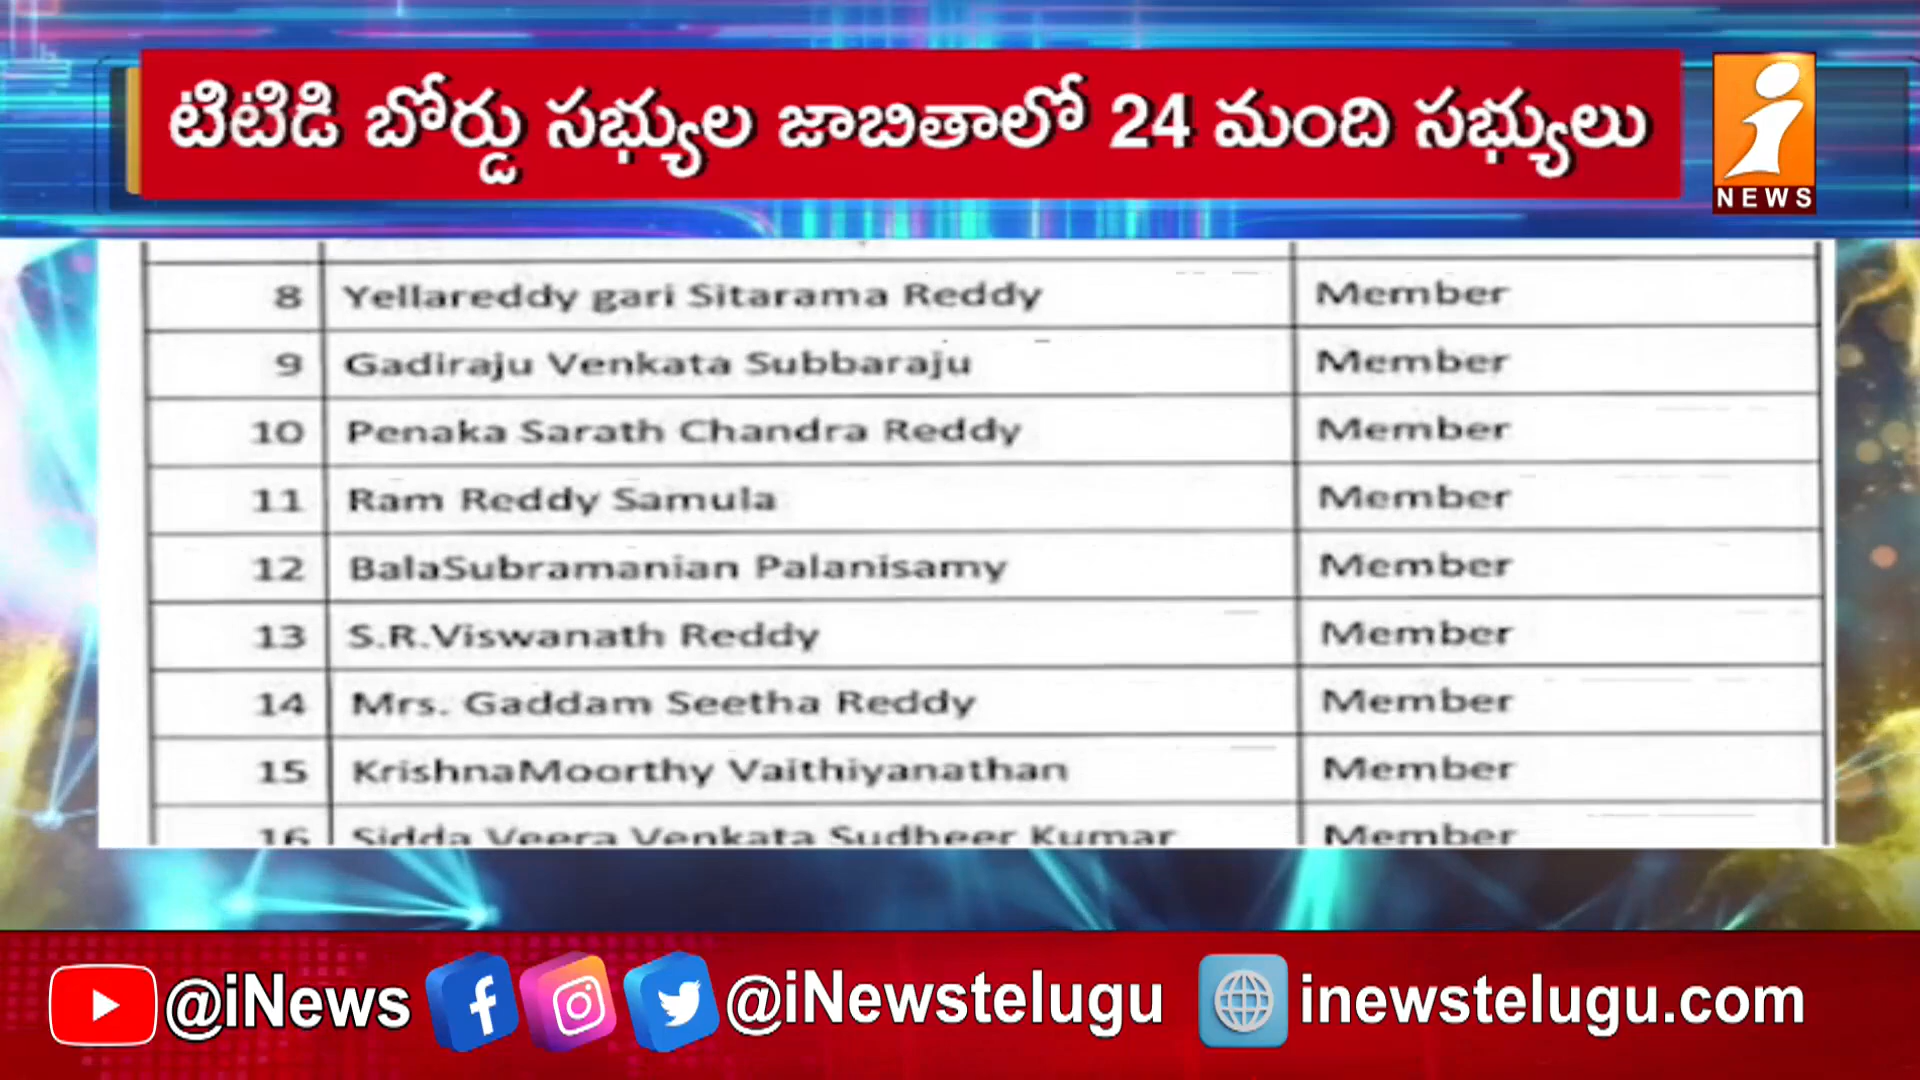 టిటిడి బోర్డు సభ్యుల జాబితాలో 24 మంది సభ్యులు
i
NEWS
8 Yellareddy gari Sitarama Reddy Member
9 Gadiraju Venkata Subbaraju Member
10 Penaka Sarath Chandra Reddy Member
11 Ram Reddy Samula Member
12 BalaSubramanian Palanisamy Member
13 S.R.Viswanath Reddy Member
14 Mrs. Gaddam Seetha Reddy Member
15 KrishnaMoorthy Vaithiyanathan Member
16 Sidda Veera Venkata Sudheer Kumar Member
@iNews @iNewstelugu inewstelugu.com